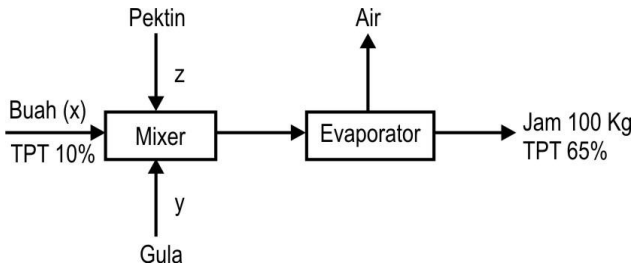 Pektin
Air
z
Buah (x)
Mixer
Evaporator
Jam 100 Kg
TPT 10%
TPT 65%
y
Gula